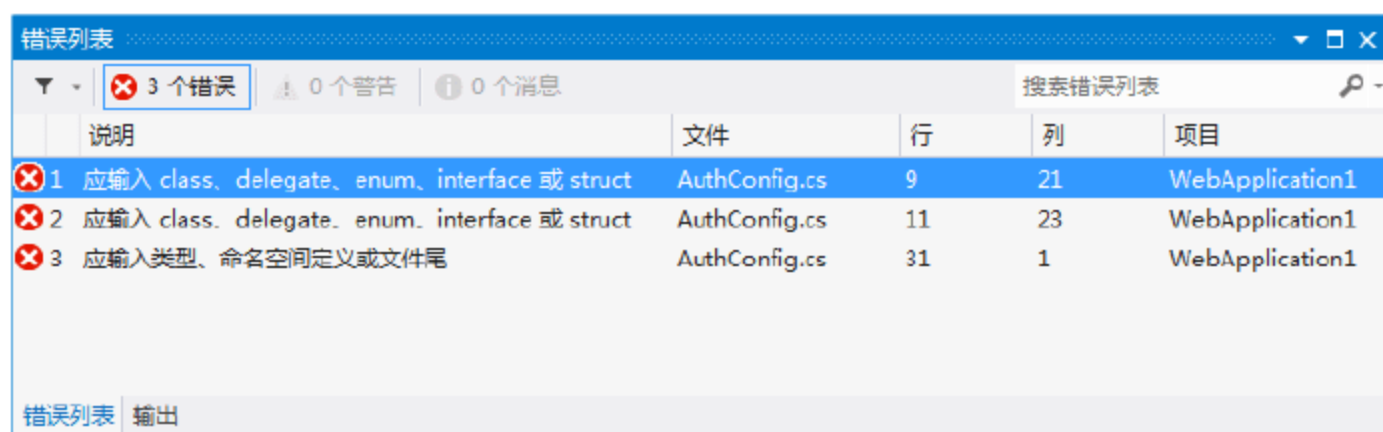 错误列表
3 个错误 0 个警告 0 个消息 搜索错误列表
说明 文件 行 列 项目
1 应输入 class、delegate、enum、interface 或 struct AuthConfig.cs 9 21 WebApplication1
2 应输入 class、delegate、enum、interface 或 struct AuthConfig.cs 11 23 WebApplication1
3 应输入类型、命名空间定义或文件尾 AuthConfig.cs 31 1 WebApplication1
错误列表 输出